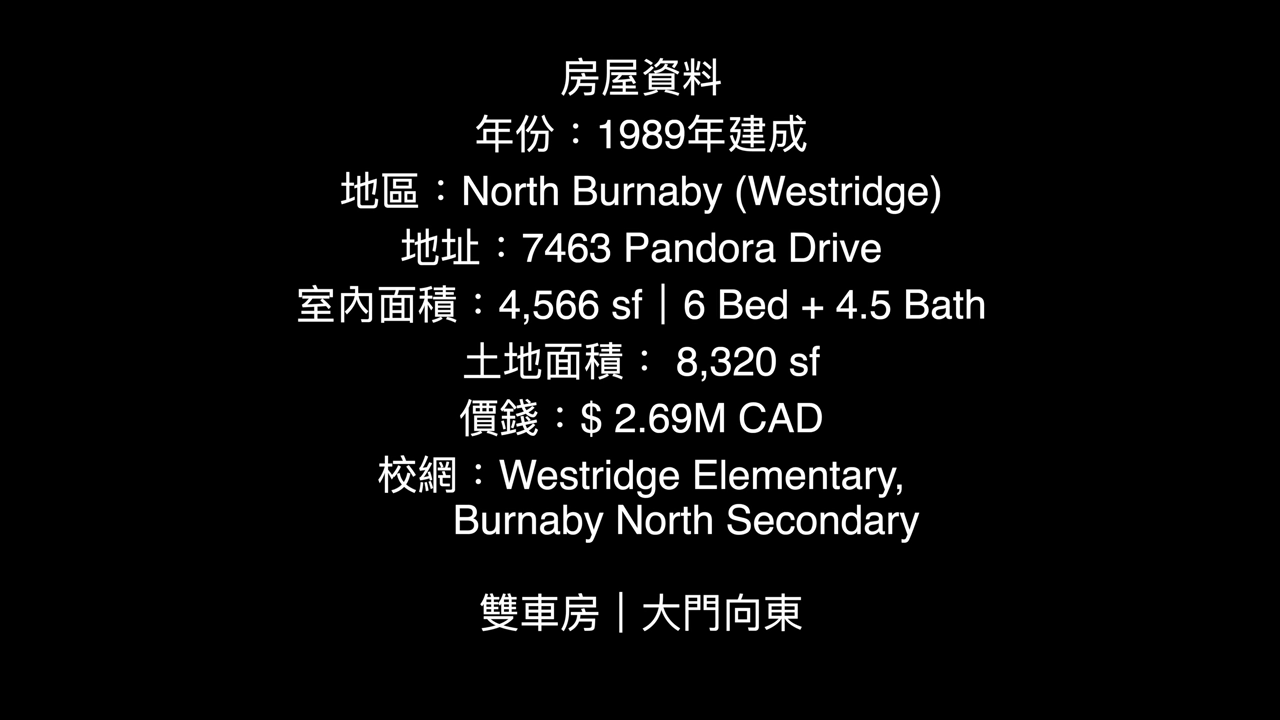 房屋資料
年份：1989年建成
地區：North Burnaby (Westridge)
地址：7463 Pandora Drive
室內面積：4,566 sf｜6 Bed + 4.5 Bath
土地面積： 8,320 sf
價錢：$ 2.69M CAD
校網：Westridge Elementary,
Burnaby North Secondary
雙車房｜大門向東